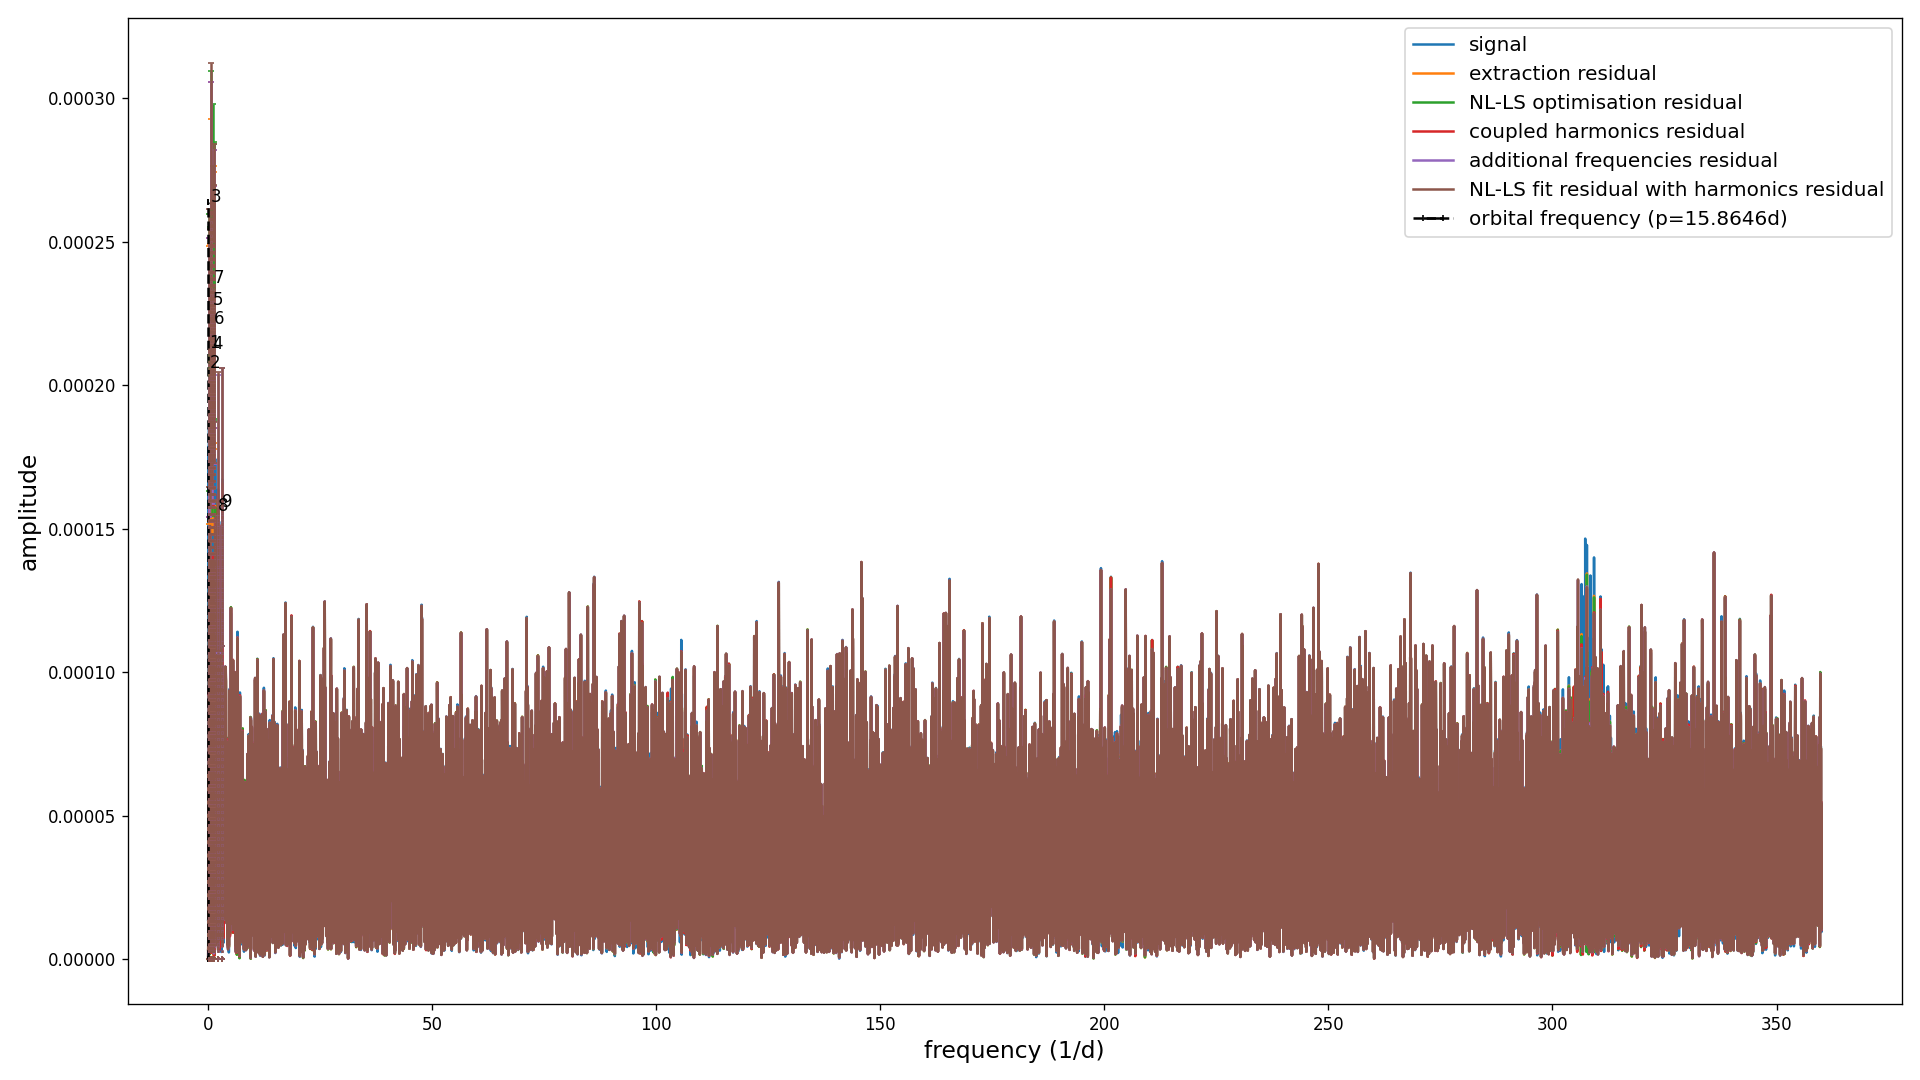 signal
extraction residual
NL-LS optimisation residual
coupled harmonics residual
additional frequencies residual
NL-LS fit residual with harmonics residual
orbital frequency (p=15.8646d)
amplitude
0.00030
0.00025
0.00020
0.00015
0.00010
0.00005
0.00000
3
7
5
6
1
4
2
8
9
0
50
100
150
200
250
300
350
frequency (1/d)